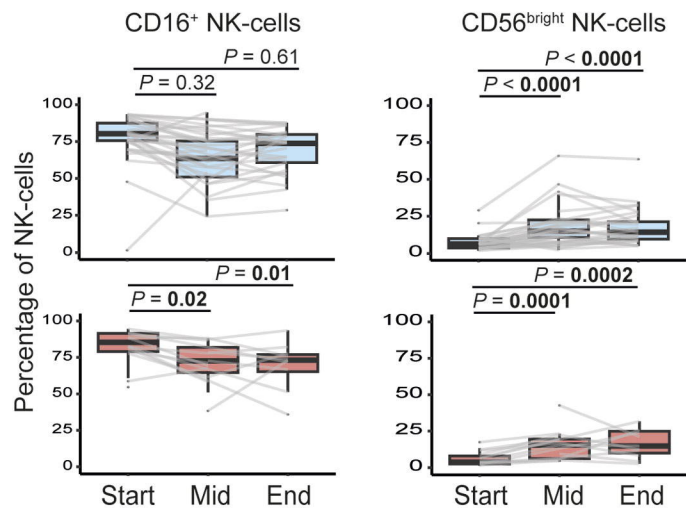 CD16⁺ NK-cells
CD56ᵇʳⁱᵍʰᵗ NK-cells
Percentage of NK-cells
P = 0.61
P = 0.32
100
75
50
25
0
P < 0.0001
P < 0.0001
100
75
50
25
0
P = 0.01
P = 0.02
100
75
50
25
0
P = 0.0002
P = 0.0001
100
75
50
25
0
Start Mid End
Start Mid End